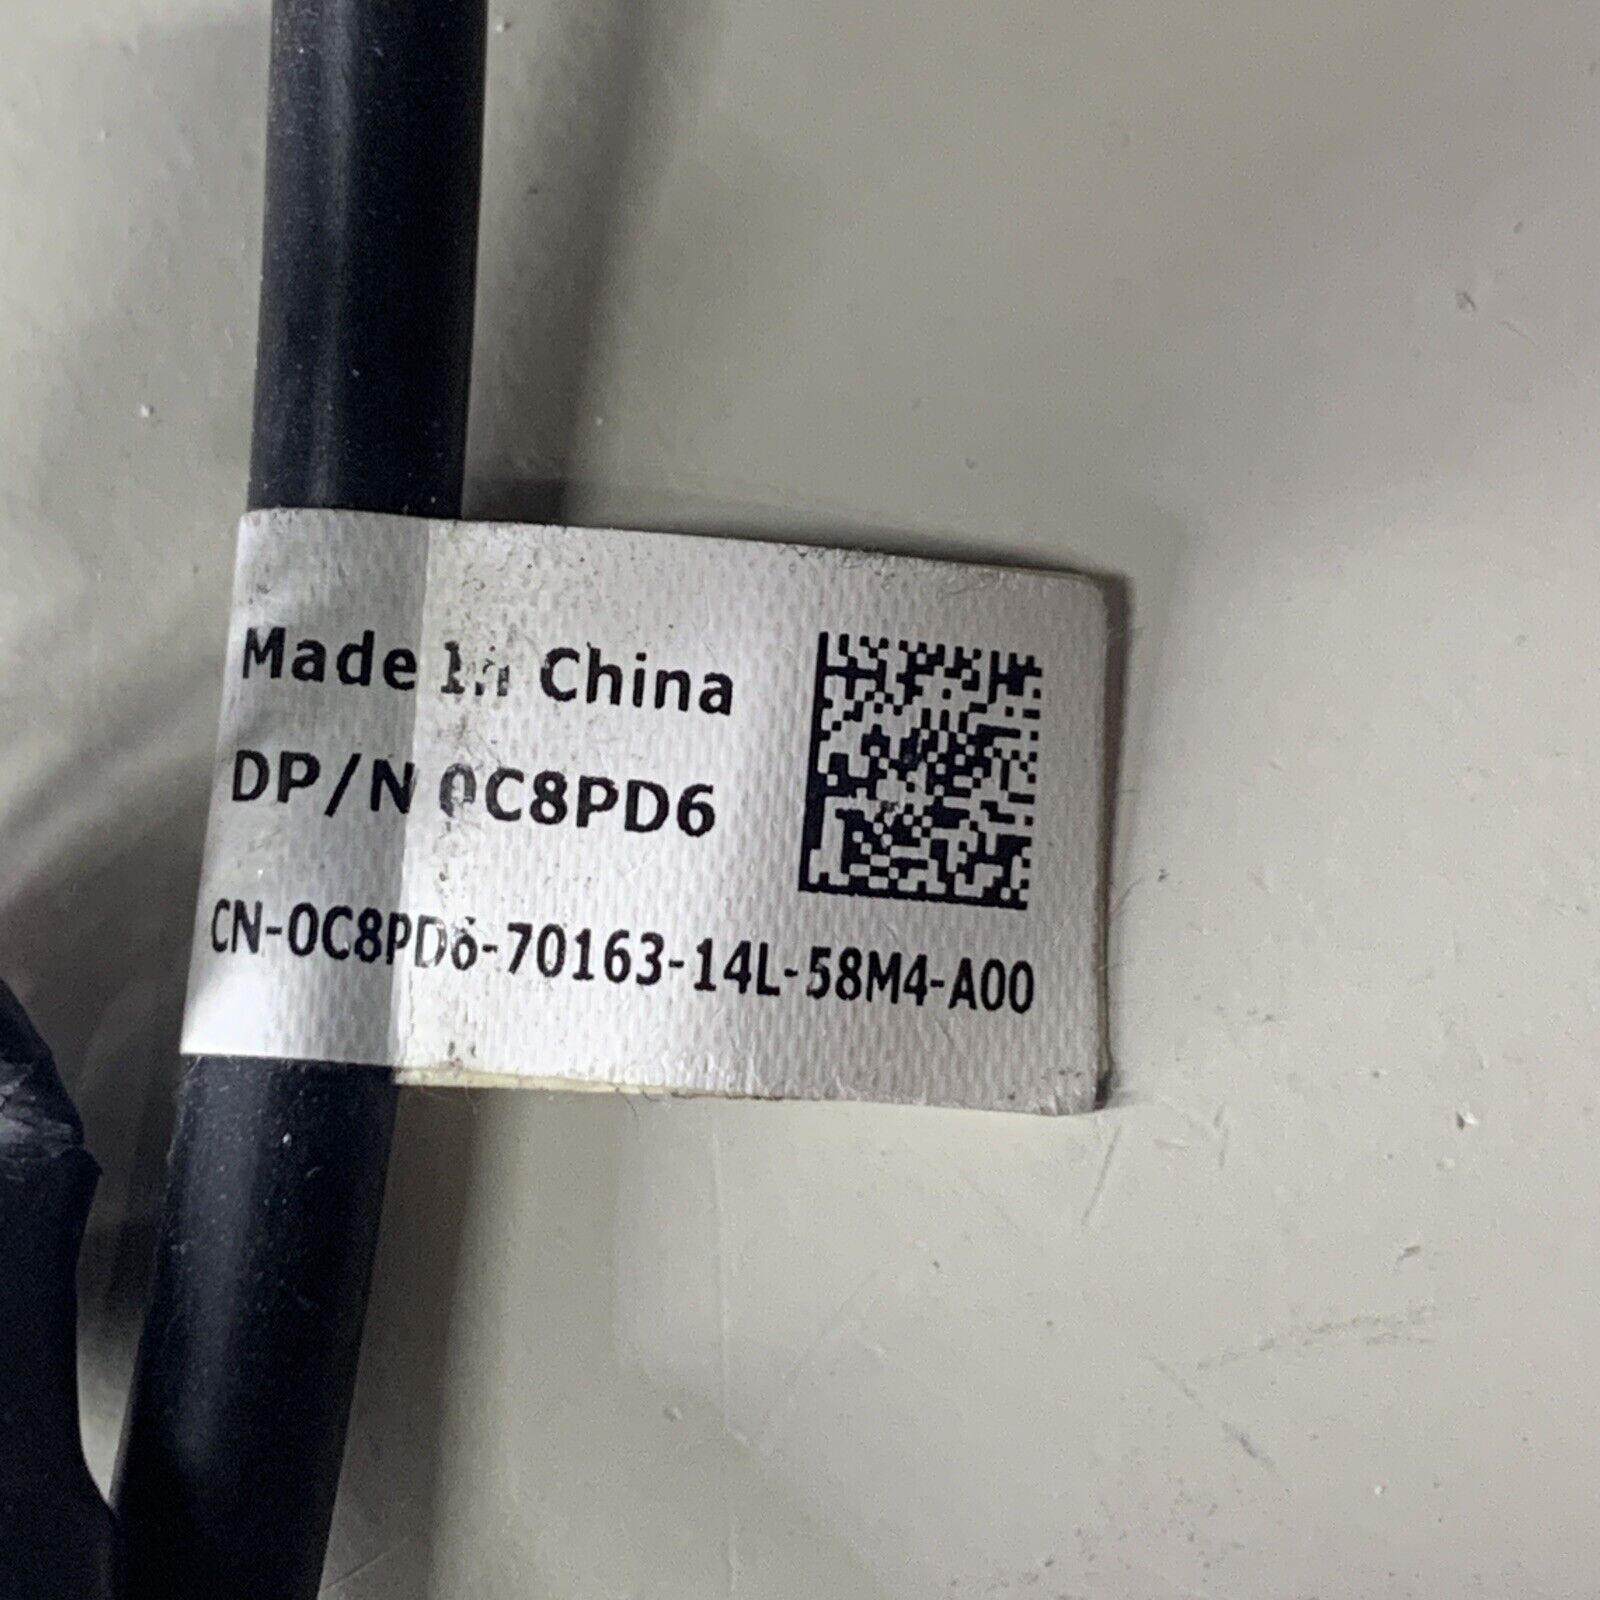 Made in China
DP/N 0C8PD6
CN-0C8PD6-70163-14L-58M4-A00